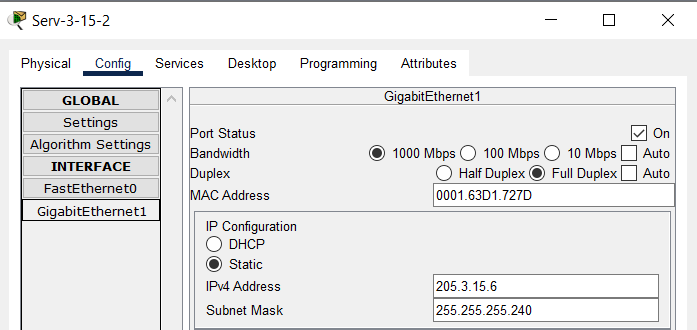 Serv-3-15-2
Physical Config Services Desktop Programming Attributes
GLOBAL
Settings
Algorithm Settings
INTERFACE
FastEthernet0
GigabitEthernet1
GigabitEthernet1
Port Status On
Bandwidth 1000 Mbps 100 Mbps 10 Mbps Auto
Duplex Half Duplex Full Duplex Auto
MAC Address 0001.63D1.727D
IP Configuration
DHCP
Static
IPv4 Address 205.3.15.6
Subnet Mask 255.255.255.240